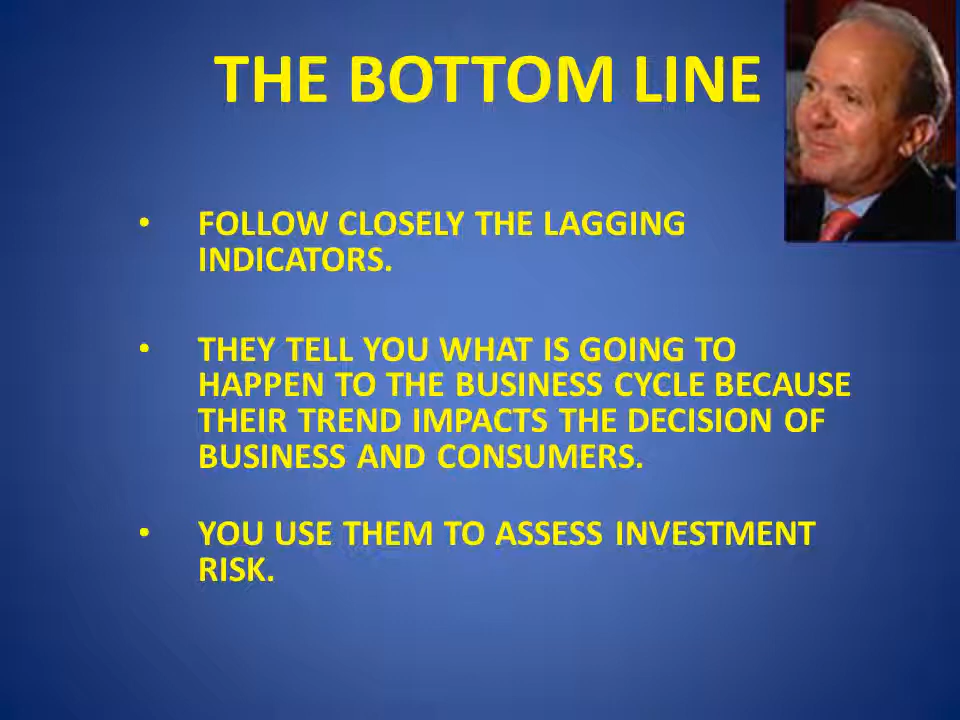 THE BOTTOM LINE
• FOLLOW CLOSELY THE LAGGING
INDICATORS.
• THEY TELL YOU WHAT IS GOING TO
HAPPEN TO THE BUSINESS CYCLE BECAUSE
THEIR TREND IMPACTS THE DECISION OF
BUSINESS AND CONSUMERS.
• YOU USE THEM TO ASSESS INVESTMENT
RISK.